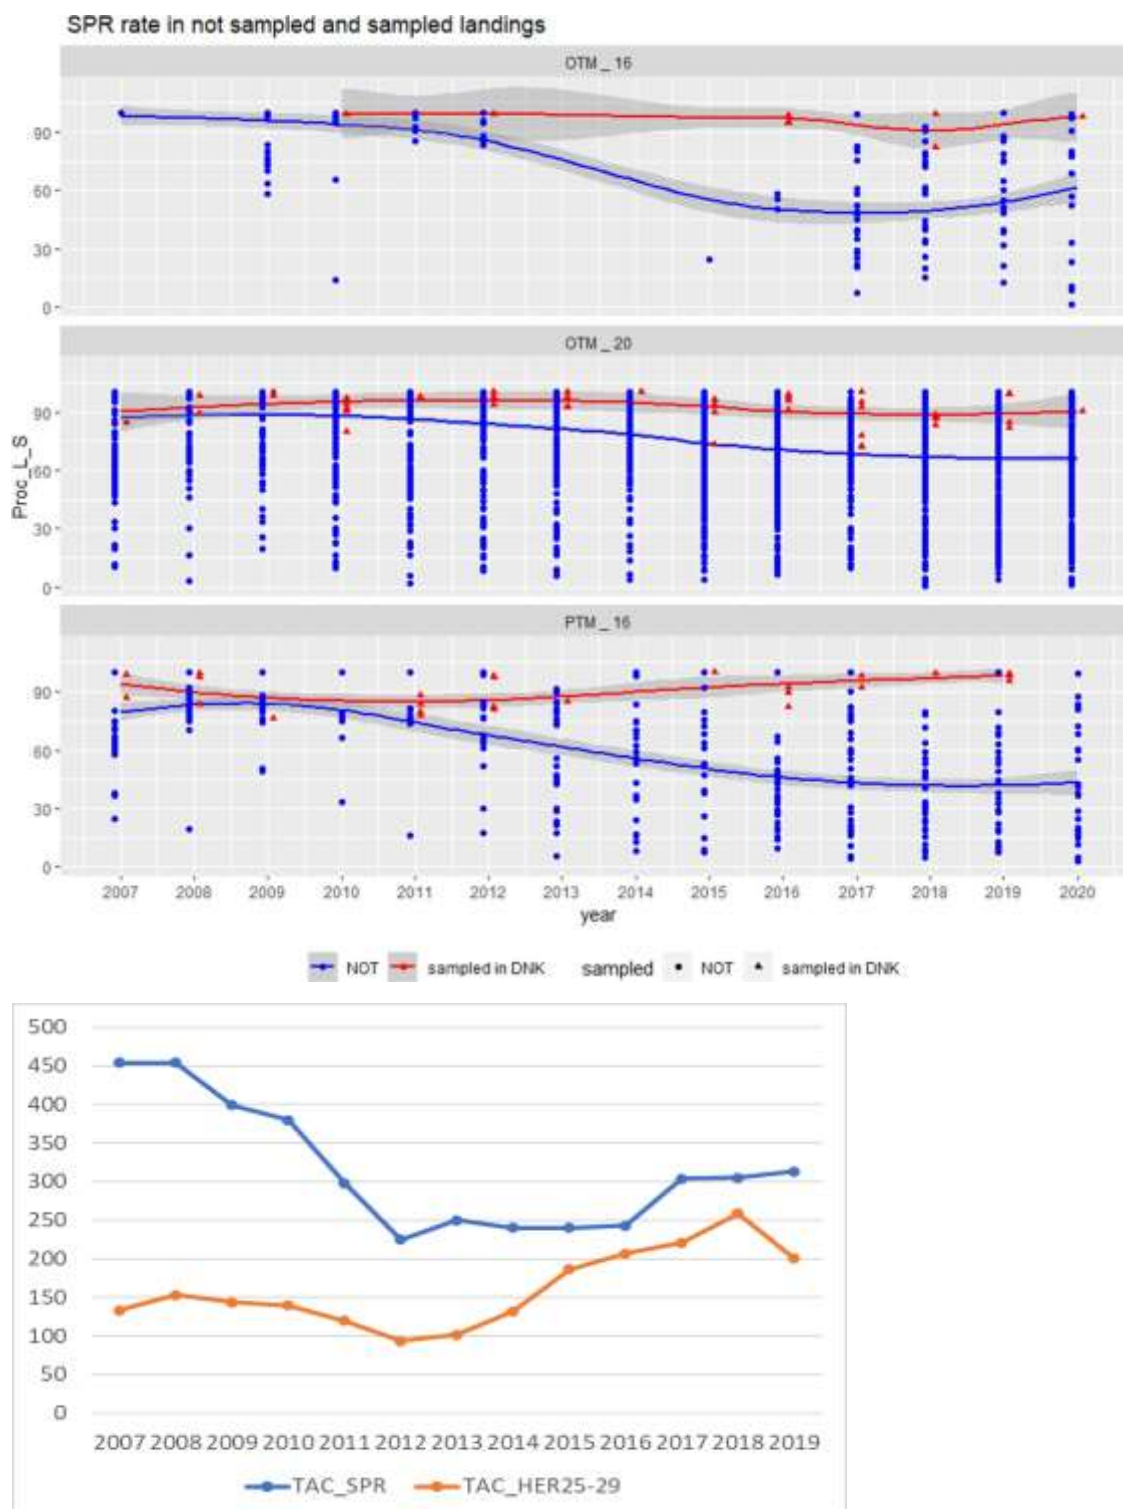 SPR rate in not sampled and sampled landings
OTM _ 16
90
60
30
0
OTM _ 20
90
60
30
0
Proc_L_S
PTM _ 16
90
60
30
0
2007 2008 2009 2010 2011 2012 2013 2014 2015 2016 2017 2018 2019 2020
year
NOT sampled in DNK sampled NOT sampled in DNK
500
450
400
350
300
250
200
150
100
50
0
2007 2008 2009 2010 2011 2012 2013 2014 2015 2016 2017 2018 2019
TAC_SPR TAC_HER25-29